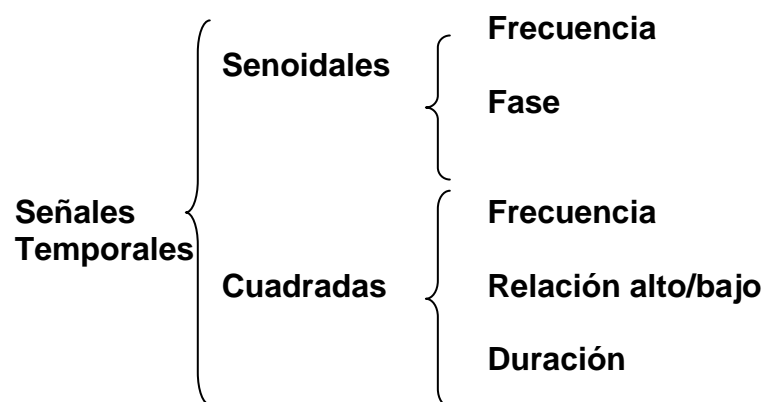 Señales
Temporales
Senoidales
Frecuencia
Fase
Cuadradas
Frecuencia
Relación alto/bajo
Duración